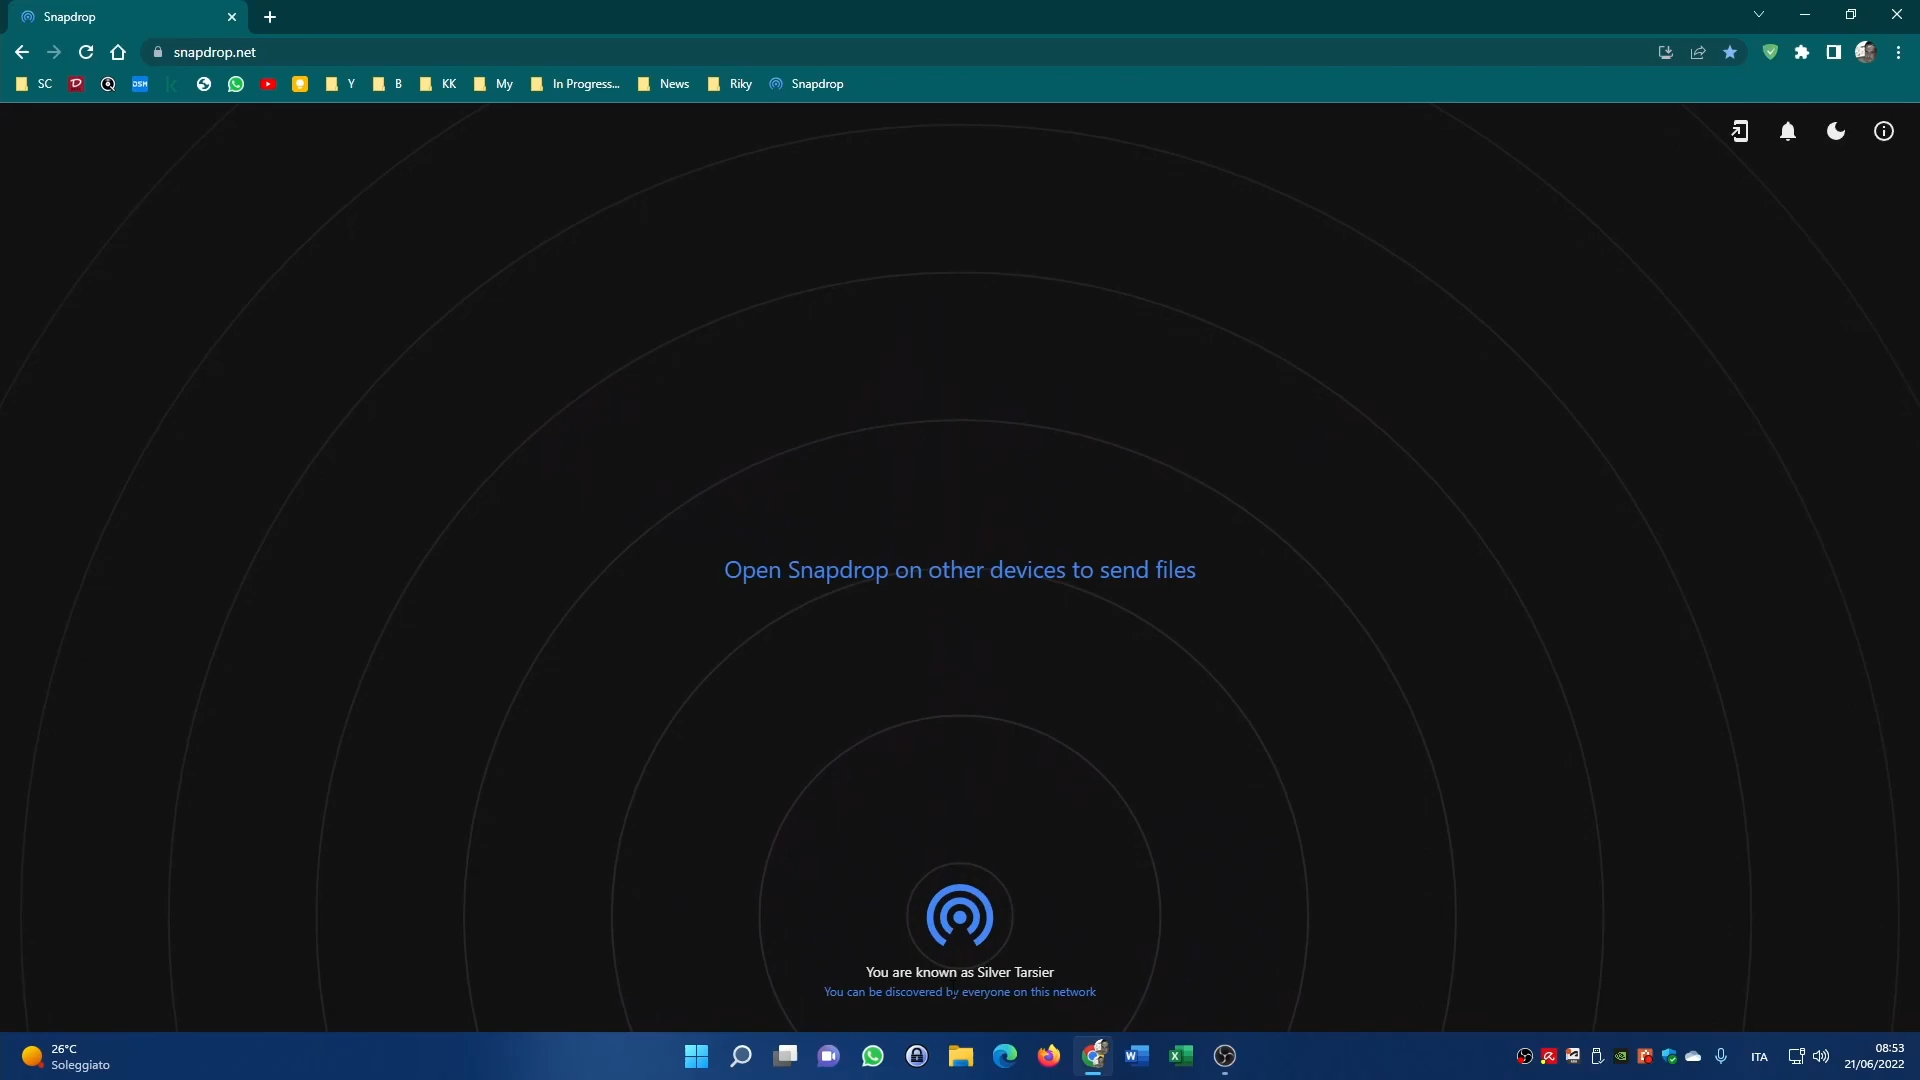 Snapdrop
snapdrop.net
SC
DSM
Y
B
KK
My
In Progress...
News
Riky
Snapdrop
Open Snapdrop on other devices to send files
You are known as Silver Tarsier
You can be discovered by everyone on this network
26°C
Soleggiato
ITA
08:53
21/06/2022